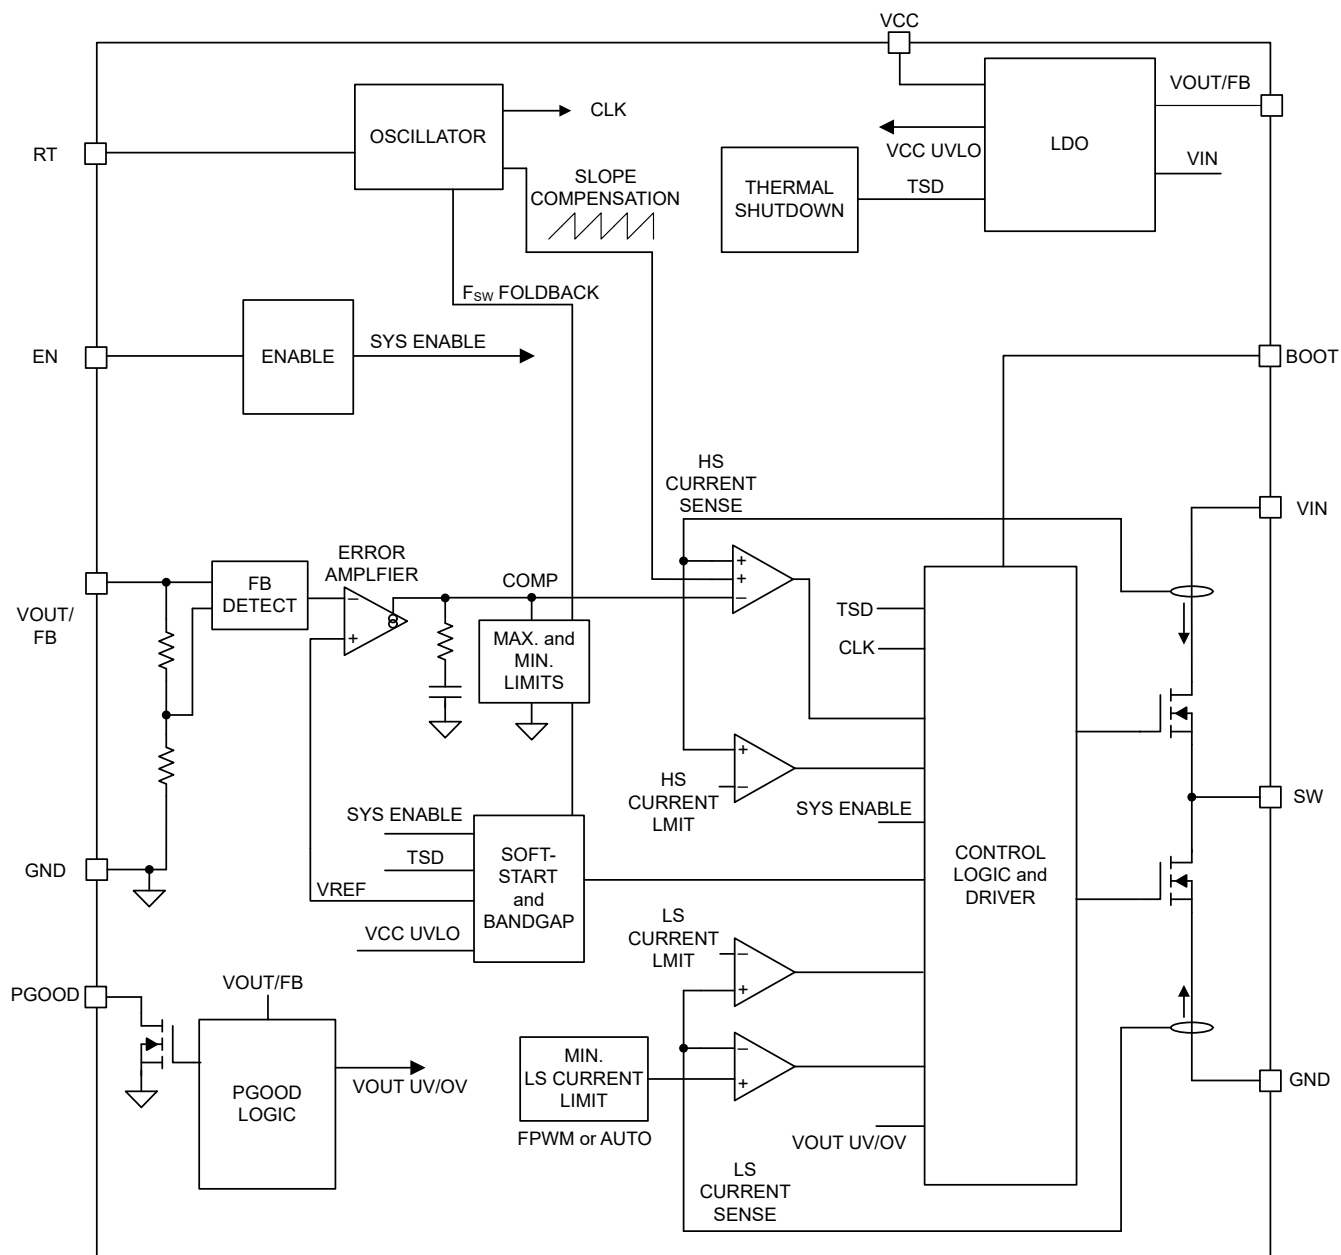 VCC
VOUT/FB
CLK
OSCILLATOR
RT
LDO
VCC UVLO
VIN
SLOPE
COMPENSATION
THERMAL
SHUTDOWN
TSD
FSW FOLDBACK
EN
ENABLE
SYS ENABLE
BOOT
HS
CURRENT
SENSE
VIN
ERROR
AMPLFIER
FB
DETECT
COMP
+
+
−
−
+
VOUT/
FB
MAX. and
MIN.
LIMITS
TSD
CLK
+
−
HS
CURRENT
LMIT
SW
SYS ENABLE
SYS ENABLE
TSD
VREF
VCC UVLO
SOFT-
START
and
BANDGAP
CONTROL
LOGIC and
DRIVER
GND
LS
CURRENT
LMIT
−
+
PGOOD
VOUT/FB
PGOOD
LOGIC
VOUT UV/OV
MIN.
LS CURRENT
LIMIT
FPWM or AUTO
−
+
GND
VOUT UV/OV
LS
CURRENT
SENSE